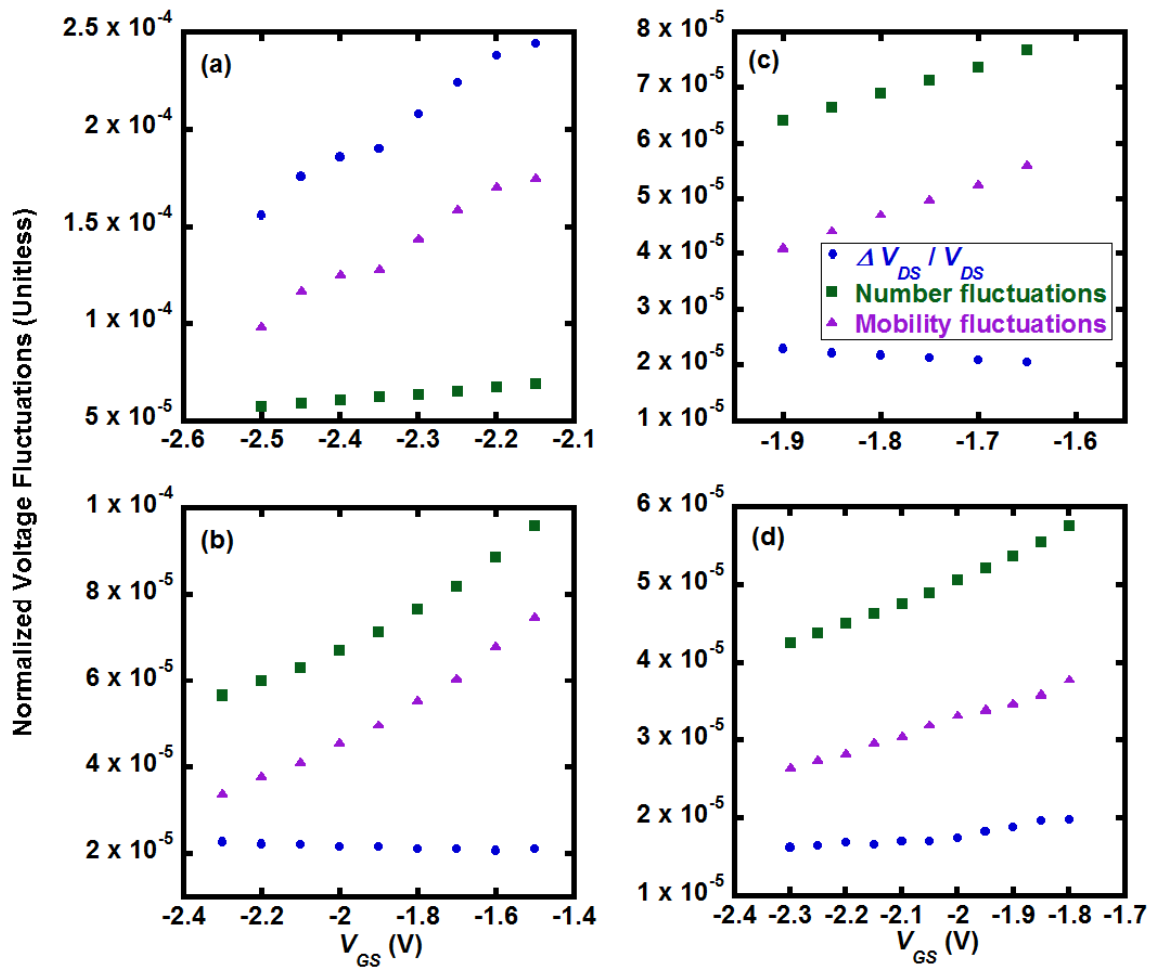 Normalized Voltage Fluctuations (Unitless)
(a)
2.5 x 10⁻⁴
2 x 10⁻⁴
1.5 x 10⁻⁴
1 x 10⁻⁴
5 x 10⁻⁵
-2.6 -2.5 -2.4 -2.3 -2.2 -2.1
(c)
8 x 10⁻⁵
7 x 10⁻⁵
6 x 10⁻⁵
5 x 10⁻⁵
4 x 10⁻⁵
3 x 10⁻⁵
2 x 10⁻⁵
1 x 10⁻⁵
Δ V_DS / V_DS
Number fluctuations
Mobility fluctuations
-1.9 -1.8 -1.7 -1.6
(b)
1 x 10⁻⁴
8 x 10⁻⁵
6 x 10⁻⁵
4 x 10⁻⁵
2 x 10⁻⁵
-2.4 -2.2 -2 -1.8 -1.6 -1.4
V_GS (V)
(d)
6 x 10⁻⁵
5 x 10⁻⁵
4 x 10⁻⁵
3 x 10⁻⁵
2 x 10⁻⁵
1 x 10⁻⁵
-2.4 -2.3 -2.2 -2.1 -2 -1.9 -1.8 -1.7
V_GS (V)